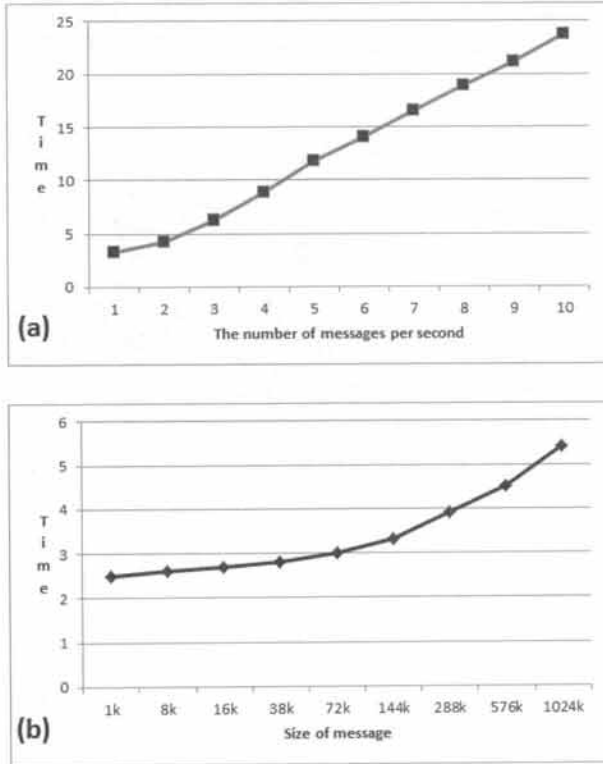 25
20
15
10
5
0
Time
1 2 3 4 5 6 7 8 9 10
The number of messages per second
(a)
6
5
4
3
2
1
0
Time
1k 8k 16k 38k 72k 144k 288k 576k 1024k
Size of message
(b)